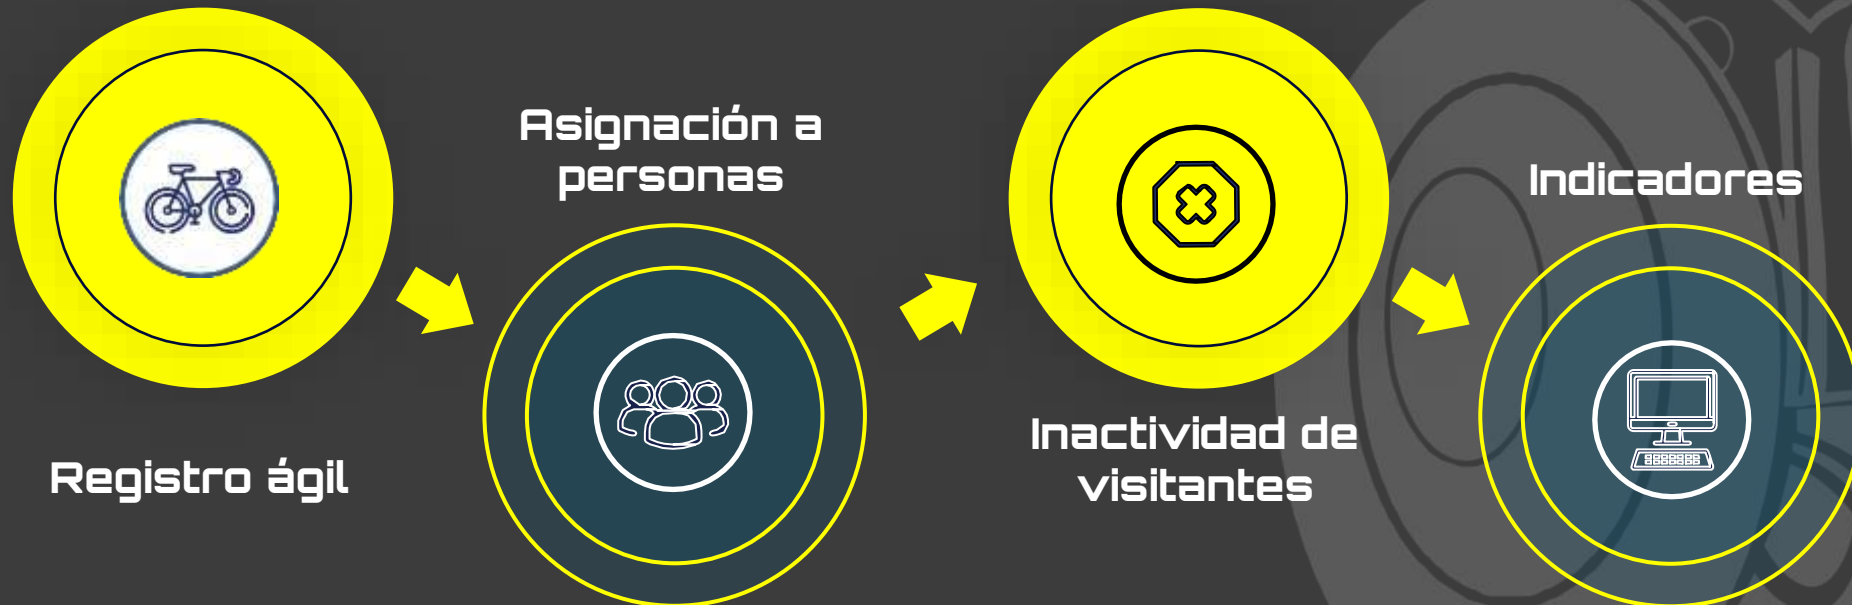 Registro ágil
Asignación a
personas
Inactividad de
visitantes
Indicadores